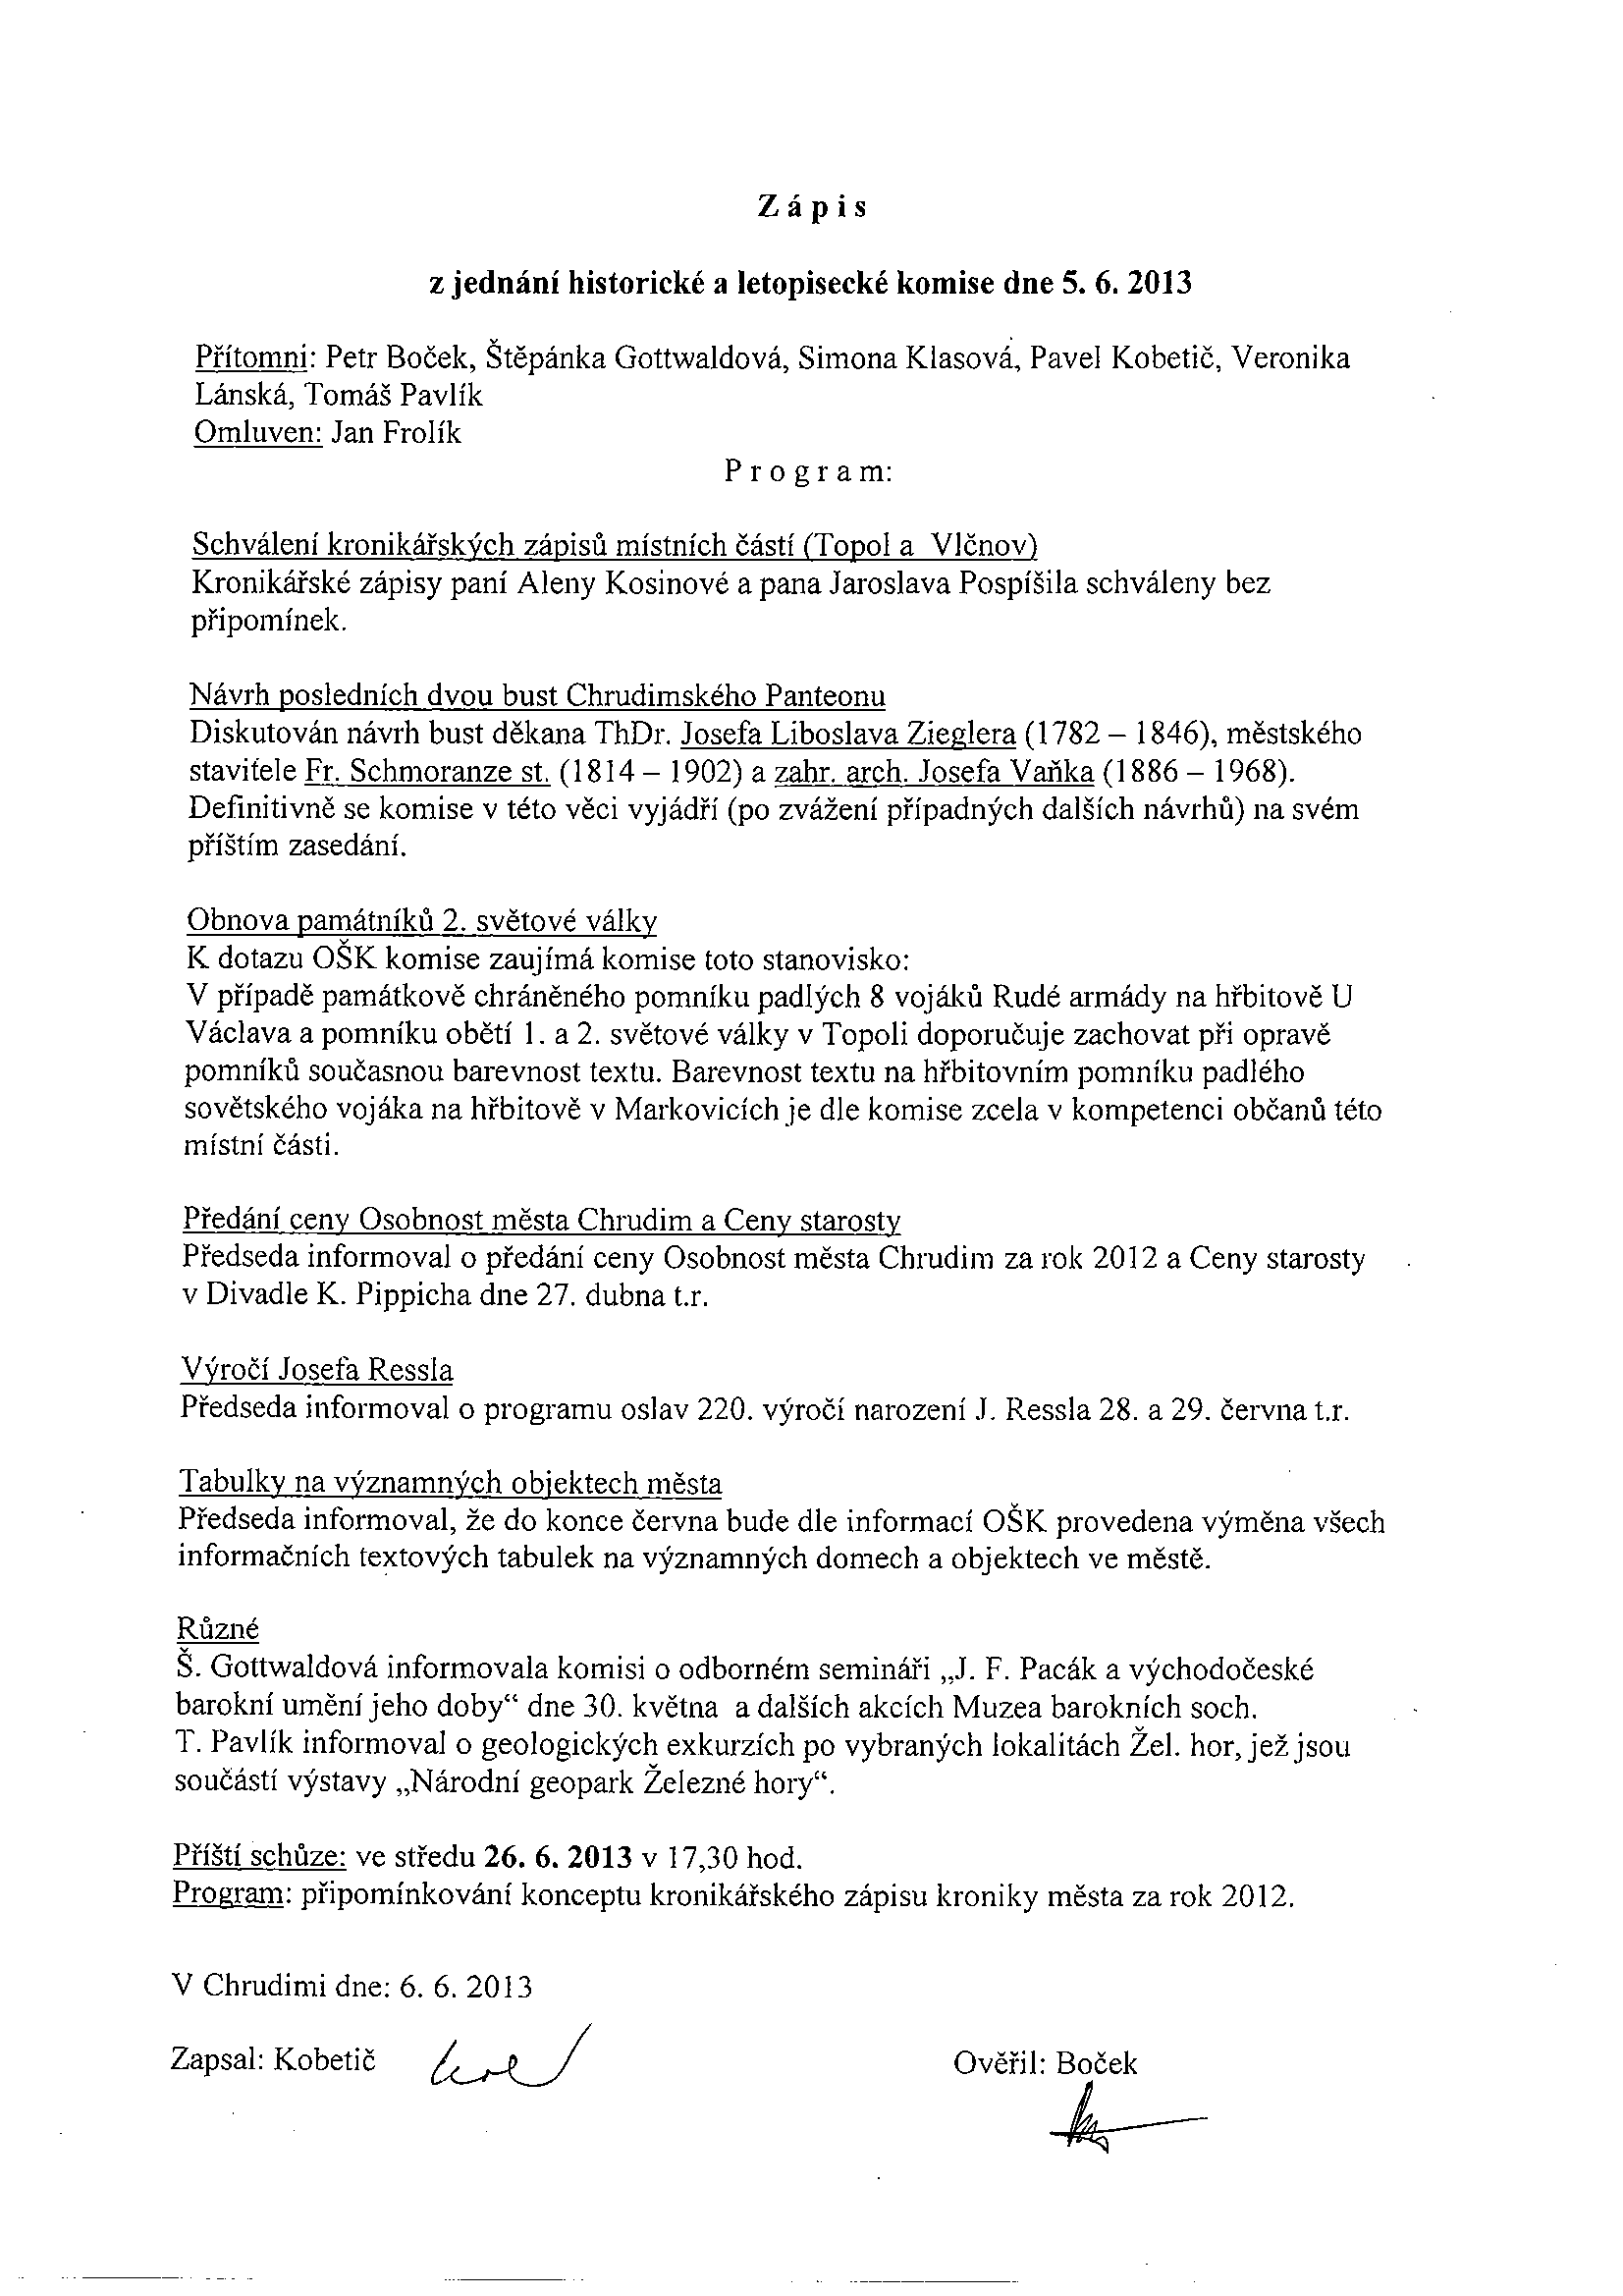 Zápis
z jednání historické a letopisecké komise dne 5. 6. 2013
Přítomni: Petr Boček, Štěpánka Gottwaldová, Simona Klasová, Pavel Kobetič, Veronika
Lánská, Tomáš Pavlík
Omluven: Jan Frolík
Program:
Schválení kronikářských zápisů místních částí (Topol a Vlčnov)
Kronikářské zápisy paní Aleny Kosinové a pana Jaroslava Pospíšila schváleny bez
připomínek.
Návrh posledních dvou bust Chrudimského Panteonu
Diskutován návrh bust děkana ThDr. Josefa Liboslava Zieglera (1782 – 1846), městského
stavitele Fr. Schmoranze st. (1814 – 1902) a zahr. arch. Josefa Vaňka (1886 – 1968).
Definitivně se komise v této věci vyjádří (po zvážení případných dalších návrhů) na svém
příštím zasedání.
Obnova památníků 2. světové války
K dotazu OŠK komise zaujímá komise toto stanovisko:
V případě památkově chráněného pomníku padlých 8 vojáků Rudé armády na hřbitově U
Václava a pomníku obětí 1. a 2. světové války v Topoli doporučuje zachovat při opravě
pomníků současnou barevnost textu. Barevnost textu na hřbitovním pomníku padlého
sovětského vojáka na hřbitově v Markovicích je dle komise zcela v kompetenci občanů této
místní části.
Předání ceny Osobnost města Chrudim a Ceny starosty
Předseda informoval o předání ceny Osobnost města Chrudim za rok 2012 a Ceny starosty
v Divadle K. Pippicha dne 27. dubna t.r.
Výročí Josefa Ressla
Předseda informoval o programu oslav 220. výročí narození J. Ressla 28. a 29. června t.r.
Tabulky na významných objektech města
Předseda informoval, že do konce června bude dle informací OŠK provedena výměna všech
informačních textových tabulek na významných domech a objektech ve městě.
Různé
Š. Gottwaldová informovala komisi o odborném semináři „J. F. Pacák a východočeské
barokní umění jeho doby“ dne 30. května a dalších akcích Muzea barokních soch.
T. Pavlík informoval o geologických exkurzích po vybraných lokalitách Žel. hor, jež jsou
součástí výstavy „Národní geopark Železné hory“.
Příští schůze: ve středu 26. 6. 2013 v 17,30 hod.
Program: připomínkování konceptu kronikářského zápisu kroniky města za rok 2012.
V Chrudimi dne: 6. 6. 2013
Zapsal: Kobetič
Ověřil: Boček